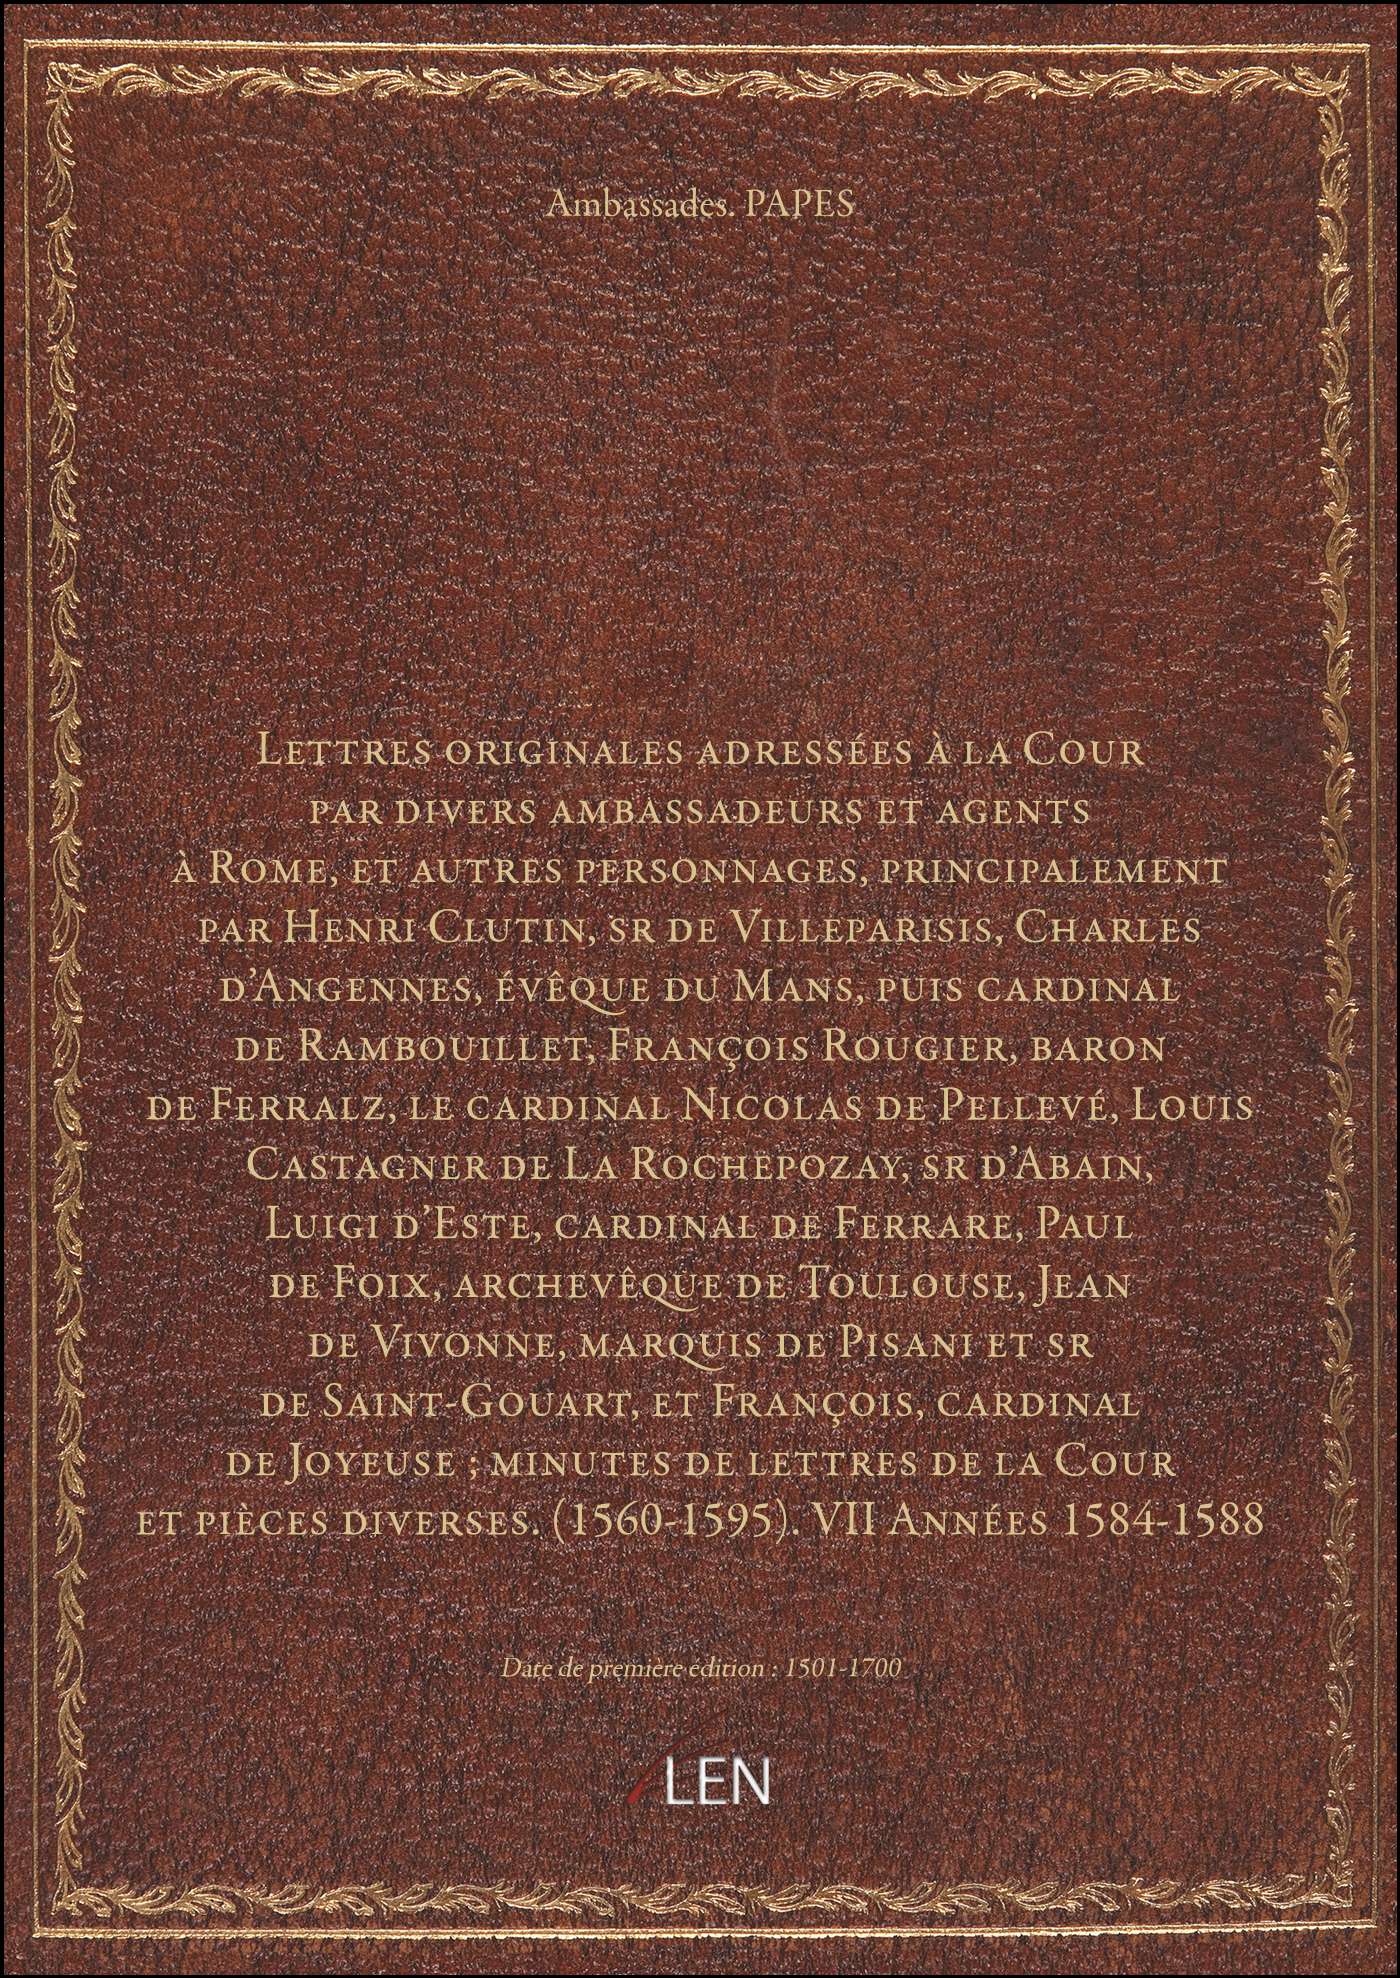 Ambassades. PAPES
Lettres originales adressées à la Cour
par divers ambassadeurs et agents
à Rome, et autres personnages, principalement
par Henri Clutin, sr de Villeparisis, Charles
d'Angennes, évêque du Mans, puis cardinal
de Rambouillet, François Rougier, baron
de Ferralz, le cardinal Nicolas de Pellevé, Louis
Castagner de La Rochepozay, sr d'Abain,
Luigi d'Este, cardinal de Ferrare, Paul
de Foix, archevêque de Toulouse, Jean
de Vivonne, marquis de Pisani et sr
de Saint-Gouart, et François, cardinal
de Joyeuse ; minutes de lettres de la Cour
et pièces diverses. (1560-1595). VII Années 1584-1588
Date de première édition : 1501-1700
LEN